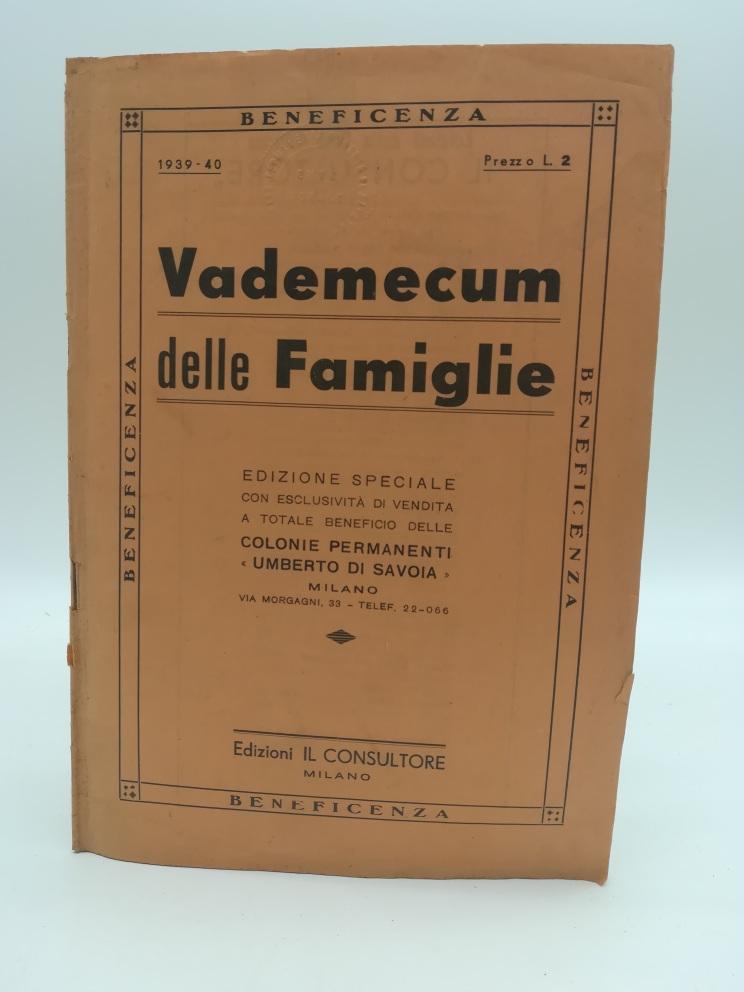 BENEFICENZA
1939-40
Prezzo L. 2
Vademecum
delle Famiglie
BENEFICENZA
BENEFICENZA
EDIZIONE SPECIALE
CON ESCLUSIVITÀ DI VENDITA
A TOTALE BENEFICIO DELLE
COLONIE PERMANENTI
« UMBERTO DI SAVOIA »
MILANO
VIA MORGAGNI, 33 - TELEF. 22-066
Edizioni IL CONSULTORE
MILANO
BENEFICENZA